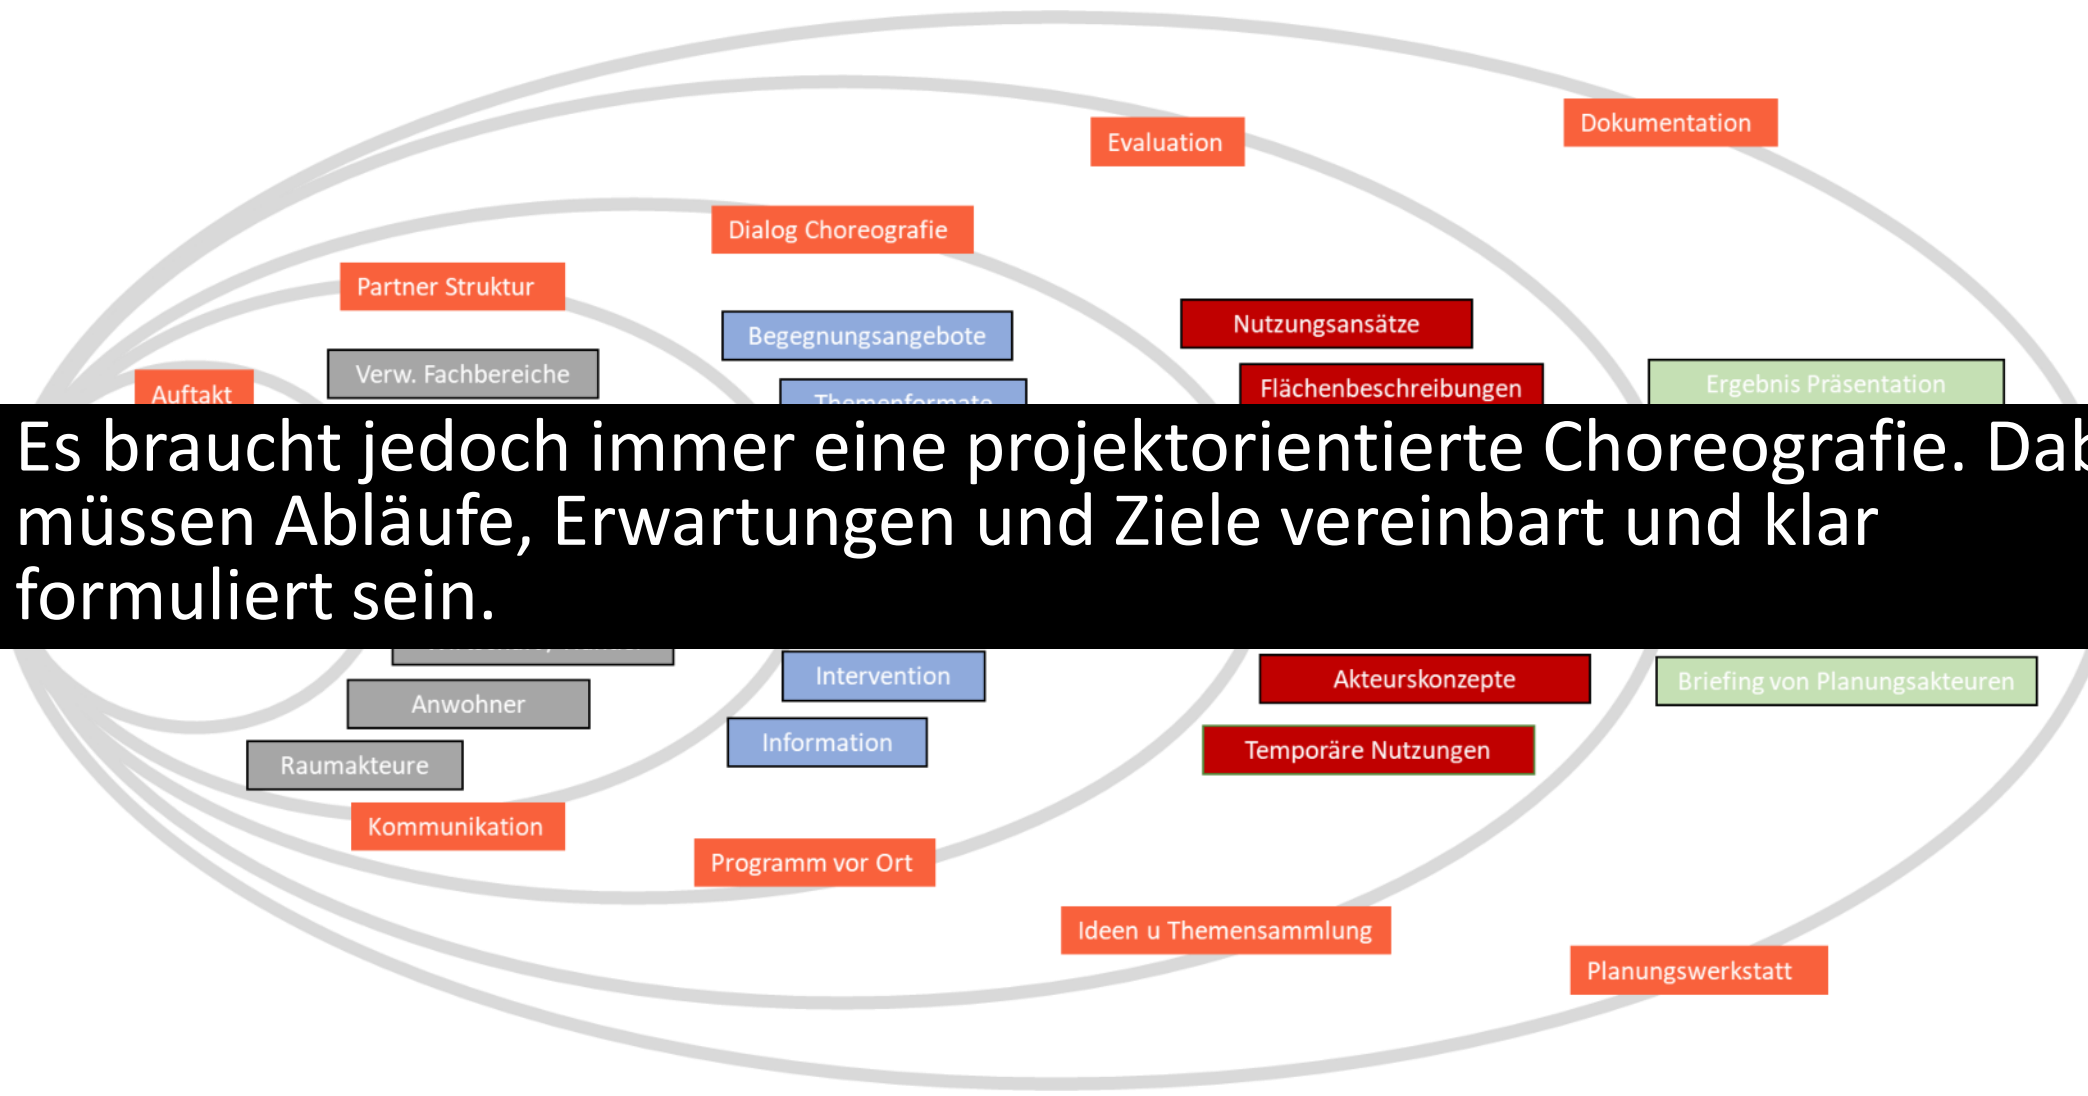 Dokumentation
Evaluation
Dialog Choreografie
Partner Struktur
Nutzungsansätze
Begegnungsangebote
Verw. Fachbereiche
Ergebnis Präsentation
Flächenbeschreibungen
Auftakt
Themenformate
Es braucht jedoch immer eine projektorientierte Choreografie. Dab
müssen Abläufe, Erwartungen und Ziele vereinbart und klar
formuliert sein.
Intervention
Akteurskonzepte
Briefing von Planungsakteuren
Anwohner
Information
Temporäre Nutzungen
Raumakteure
Kommunikation
Programm vor Ort
Ideen u Themensammlung
Planungswerkstatt